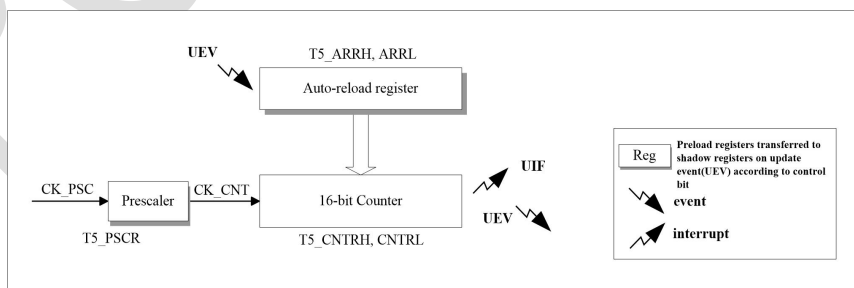 UEV
T5_ARRH, ARRL
Auto-reload register
CK_PSC
Prescaler
CK_CNT
16-bit Counter
T5_PSCR
T5_CNTRH, CNTRL
UIF
UEV
Reg
Preload registers transferred to
shadow registers on update
event(UEV) according to control
bit
event
interrupt